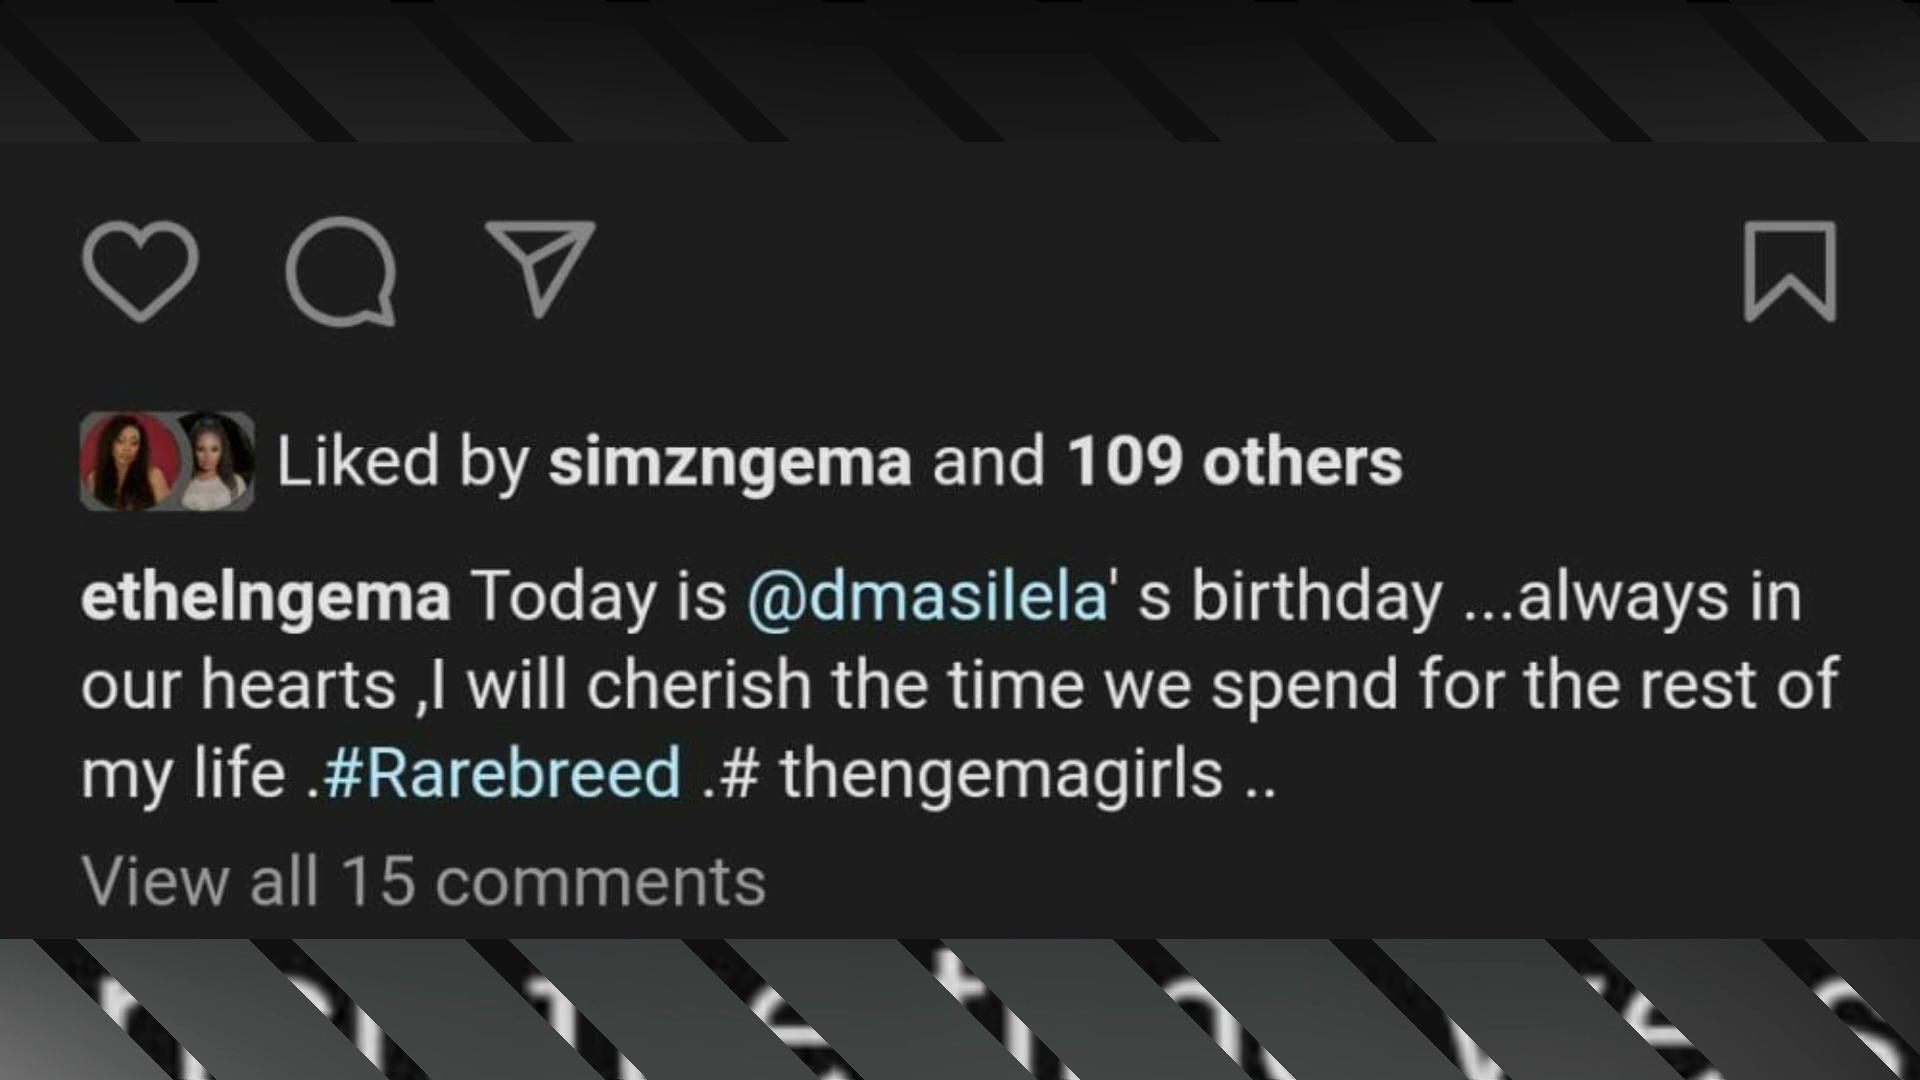 Liked by simzngema and 109 others
ethelngema Today is @dmasilela' s birthday ...always in
our hearts ,I will cherish the time we spend for the rest of
my life .#Rarebreed .# thengemagirls ..
View all 15 comments